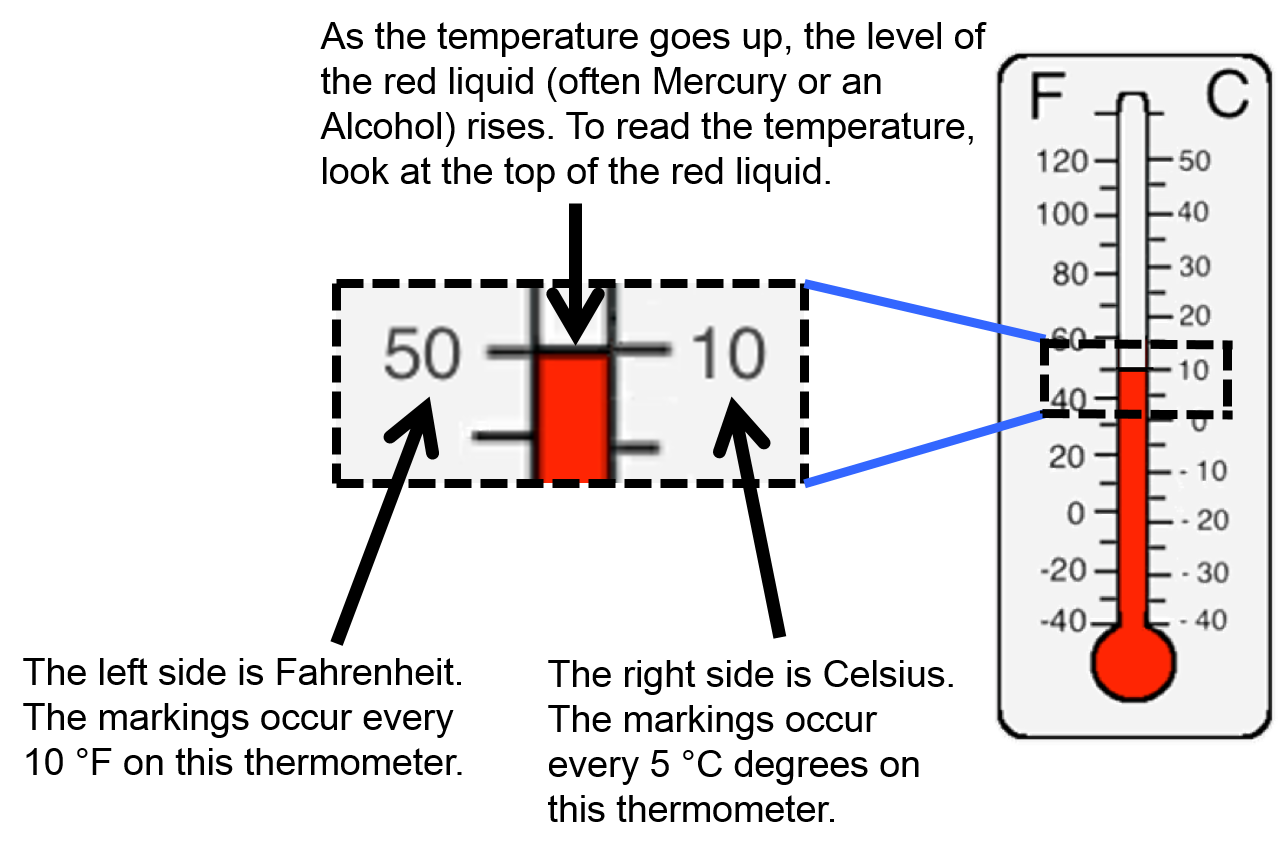 As the temperature goes up, the level of
the red liquid (often Mercury or an
Alcohol) rises. To read the temperature,
look at the top of the red liquid.
F C
120 50
100 40
80 30
20
60
10
40
0
20
- 10
0
- 20
-20 - 30
-40 - 40
50 10
The left side is Fahrenheit.
The markings occur every
10 °F on this thermometer.
The right side is Celsius.
The markings occur
every 5 °C degrees on
this thermometer.